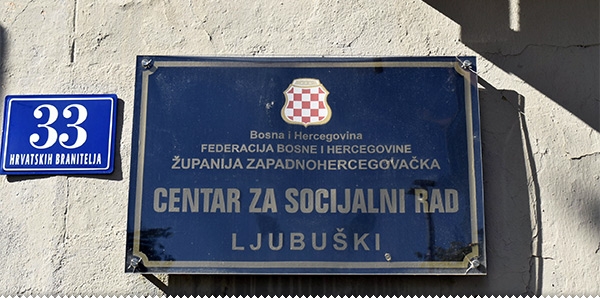 33
HRVATSKIH BRANITELJA
Bosna i Hercegovina
FEDERACIJA BOSNE I HERCEGOVINE
ŽUPANIJA ZAPADNOHERCEGOVAČKA
CENTAR ZA SOCIJALNI RAD
LJUBUŠKI